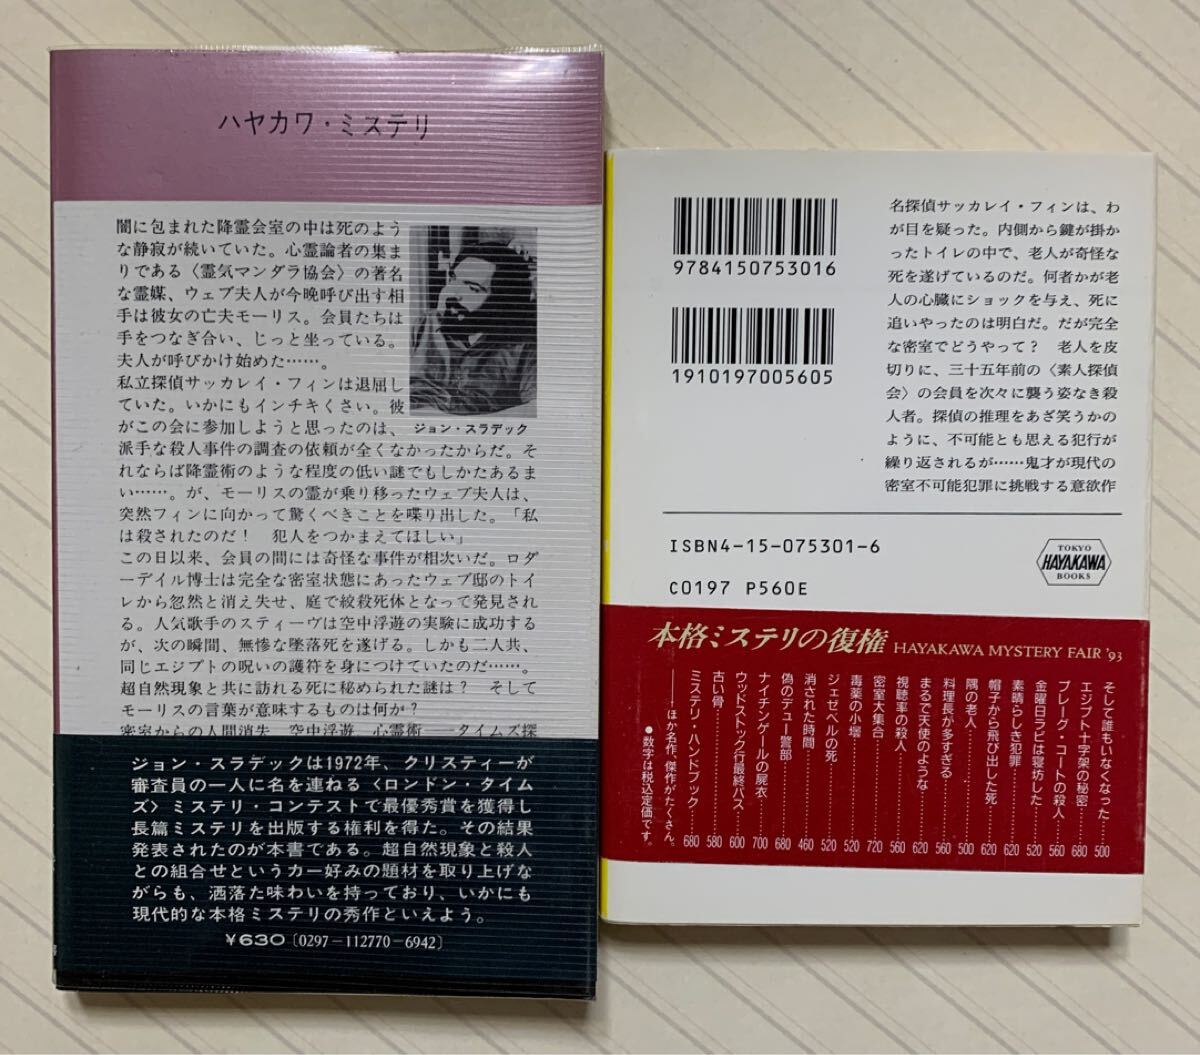 ハヤカワ・ミステリ
闇に包まれた降霊会室の中は死のよう
な静寂が続いていた。心霊論者の集ま
りである〈霊気マンダラ協会〉の著名
な霊媒、ウェブ夫人が今晩呼び出す相
手は彼女の亡夫モーリス。会員たちは
手をつなぎ合い、じっと坐っている。
夫人が呼びかけ始めた……。
私立探偵サッカレイ・フィンは退屈し
ていた。いかにもインチキくさい。彼
がこの会に参加しようと思ったのは、
派手な殺人事件の調査の依頼が全くなかったからだ。そ
れならば降霊術のような程度の低い謎でもしかたあるま
い……。が、モーリスの霊が乗り移ったウェブ夫人は、
突然フィンに向かって驚くべきことを喋り出した。「私
は殺されたのだ！　犯人をつかまえてほしい」
この日以来、会員の間には奇怪な事件が相次いだ。ロダ
ーデイル博士は完全な密室状態にあったウェブ邸のトイ
レから忽然と消え失せ、庭で絞殺死体となって発見され
る。人気歌手のスティーヴは空中浮遊の実験に成功する
が、次の瞬間、無惨な墜落死を遂げる。しかも二人共、
同じエジプトの呪いの護符を身につけていたのだ……。
超自然現象と共に訪れる死に秘められた謎は？　そして
モーリスの言葉が意味するものは何か？
密室からの人間消失、空中浮遊、心霊術——タイムズ探
ジョン・スラデック
ジョン・スラデックは1972年、クリスティーが
審査員の一人に名を連ねる〈ロンドン・タイム
ズ〉ミステリ・コンテストで最優秀賞を獲得し
長篇ミステリを出版する権利を得た。その結果
発表されたのが本書である。超自然現象と殺人
との組合せというカー好みの題材を取り上げな
がらも、洒落た味わいを持っており、いかにも
現代的な本格ミステリの秀作といえよう。
￥630〔0297-112770-6942〕
9784150753016
1910197005605
名探偵サッカレイ・フィンは、わ
が目を疑った。内側から鍵が掛か
ったトイレの中で、老人が奇怪な
死を遂げているのだ。何者かが老
人の心臓にショックを与え、死に
追いやったのは明白だ。だが完全
な密室でどうやって？　老人を皮
切りに、三十五年前の〈素人探偵
会〉の会員を次々に襲う姿なき殺
人者。探偵の推理をあざ笑うかの
ように、不可能とも思える犯行が
繰り返されるが……鬼才が現代の
密室不可能犯罪に挑戦する意欲作
ISBN4-15-075301-6
C0197 P560E
TOKYO
HAYAKAWA
BOOKS
本格ミステリの復権 HAYAKAWA MYSTERY FAIR '93
そして誰もいなくなった……500
エジプト十字架の秘密……680
プレーグ・コートの殺人……560
金曜日ラビは寝坊した……520
素晴らしき犯罪……620
帽子から飛び出した死……620
隅の老人……500
料理長が多すぎる……560
まるで天使のような……620
視聴率の殺人……560
密室大集合……720
毒薬の小壜……520
ジェゼベルの死……520
消された時間……460
偽のデュー警部……680
ナイチンゲールの屍衣……700
ウッドストック行最終バス……600
古い骨……580
ミステリ・ハンドブック……680
——ほか名作、傑作がたくさん。
●数字は税込定価です。